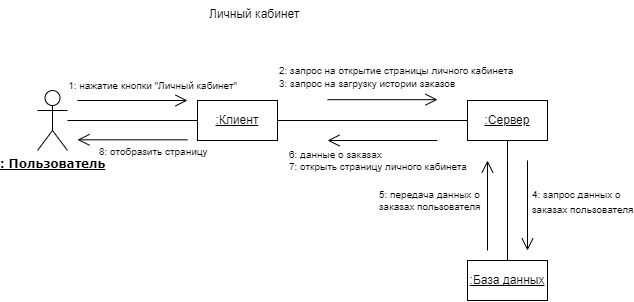 Личный кабинет
1: нажатие кнопки "Личный кабинет"
2: запрос на открытие страницы личного кабинета
3: запрос на загрузку истории заказов
:Клиент
:Сервер
8: отобразить страницу
: Пользователь
6: данные о заказах
7: открыть страницу личного кабинета
5: передача данных о
заказах пользователя
4: запрос данных о
заказах пользователя
:База данных